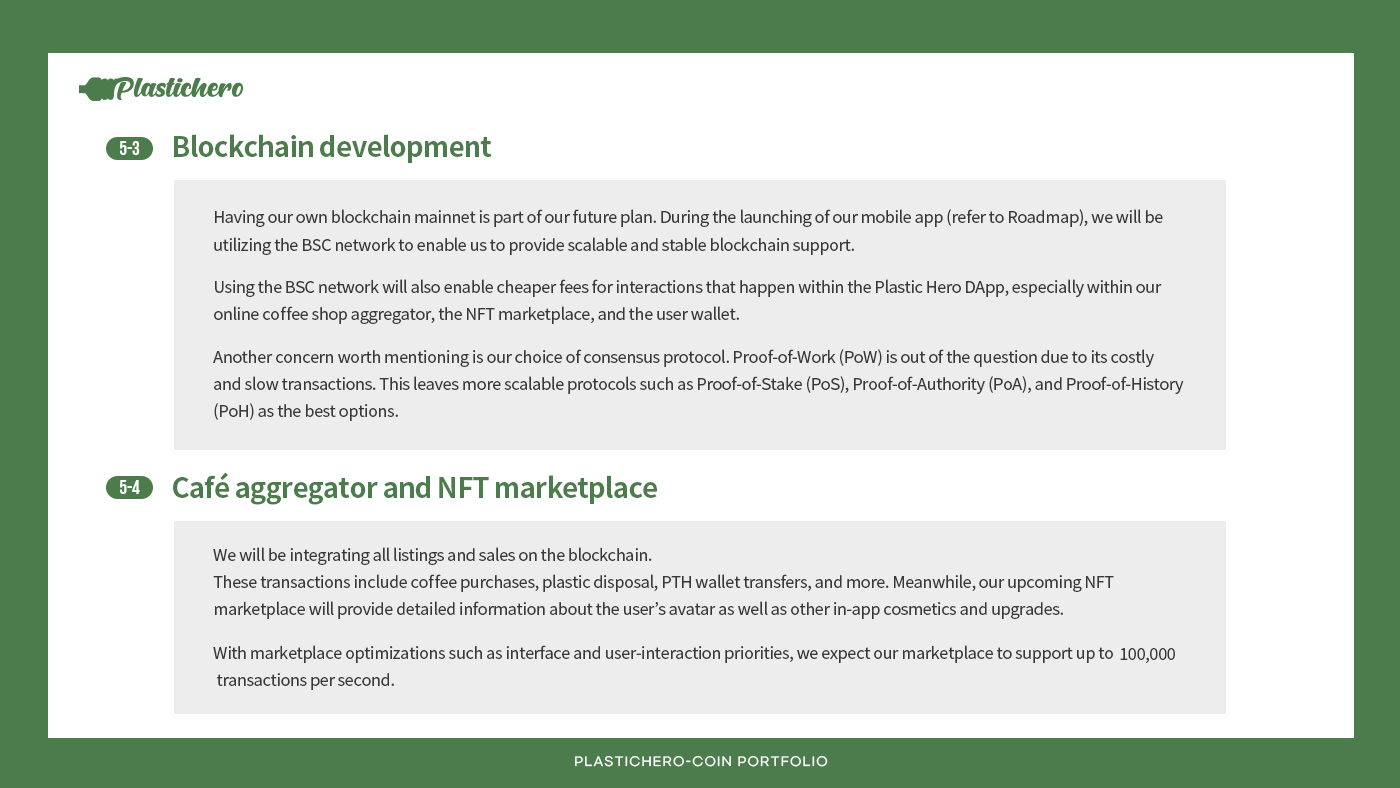 Plastichero
5-3 Blockchain development
Having our own blockchain mainnet is part of our future plan. During the launching of our mobile app (refer to Roadmap), we will be
utilizing the BSC network to enable us to provide scalable and stable blockchain support.
Using the BSC network will also enable cheaper fees for interactions that happen within the Plastic Hero DApp, especially within our
online coffee shop aggregator, the NFT marketplace, and the user wallet.
Another concern worth mentioning is our choice of consensus protocol. Proof-of-Work (PoW) is out of the question due to its costly
and slow transactions. This leaves more scalable protocols such as Proof-of-Stake (PoS), Proof-of-Authority (PoA), and Proof-of-History
(PoH) as the best options.
5-4 Café aggregator and NFT marketplace
We will be integrating all listings and sales on the blockchain.
These transactions include coffee purchases, plastic disposal, PTH wallet transfers, and more. Meanwhile, our upcoming NFT
marketplace will provide detailed information about the user’s avatar as well as other in-app cosmetics and upgrades.
With marketplace optimizations such as interface and user-interaction priorities, we expect our marketplace to support up to 100,000
transactions per second.
PLASTICHERO-COIN PORTFOLIO